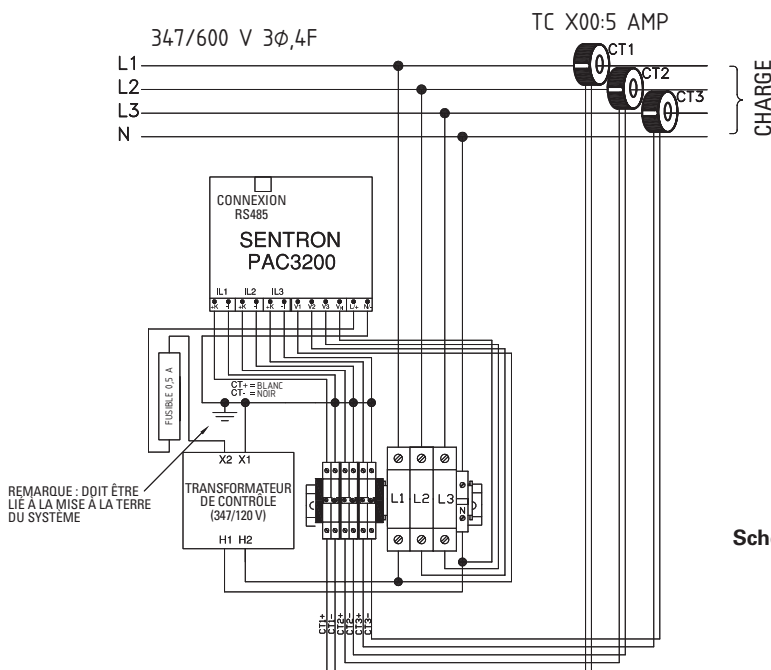 347/600 V 3Φ,4F
TC X00:5 AMP
L1
L2
L3
N
CT1
CT2
CT3
CHARGE
CONNEXION
RS485
SENTRON
PAC3200
IL1 IL2 IL3
V1 V2 V3 VN L/+ N/-
FUSIBLE 0,5 A
CT+ = BLANC
CT- = NOIR
X2 X1
TRANSFORMATEUR
DE CONTRÔLE
(347/120 V)
H1 H2
REMARQUE : DOIT ÊTRE
LIÉ À LA MISE À LA TERRE
DU SYSTÈME
L1 L2 L3
N
CT1+
CT1-
CT2+
CT2-
CT3+
CT3-